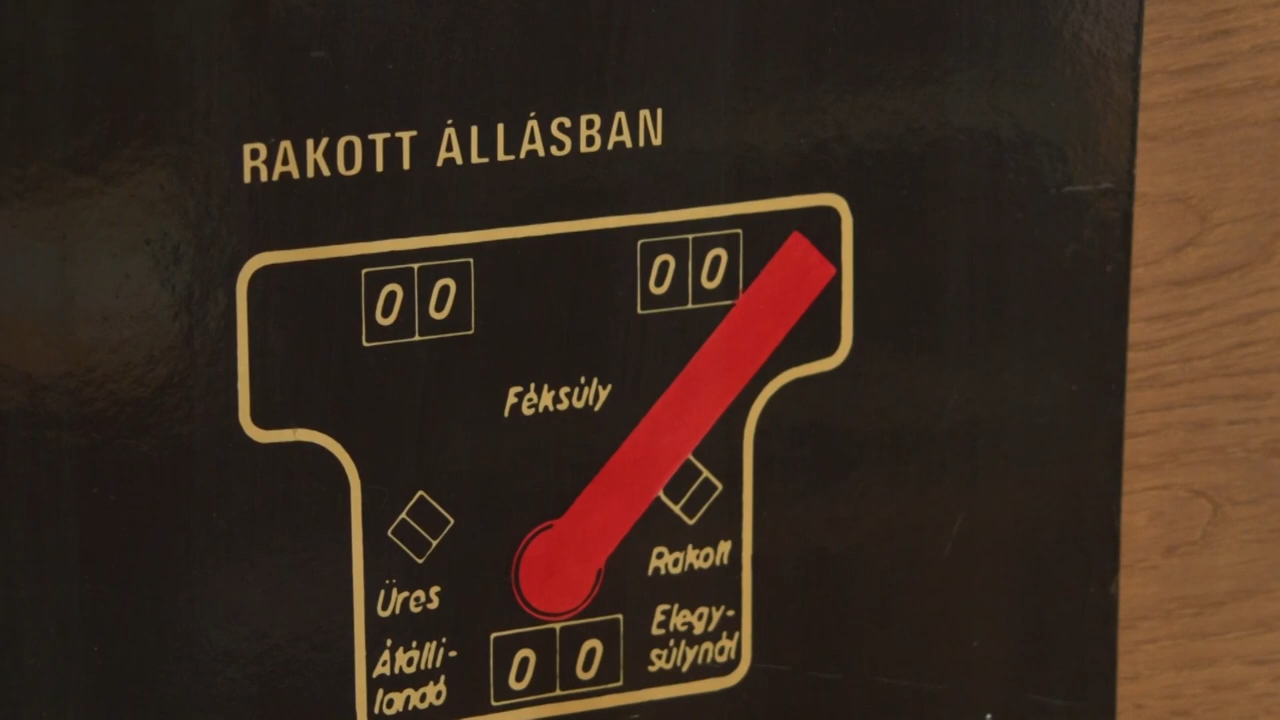 RAKOTT ÁLLÁSBAN
00 00
Féksúly
Üres Rakott
Átálli- Elegy-
landó súlynál
00